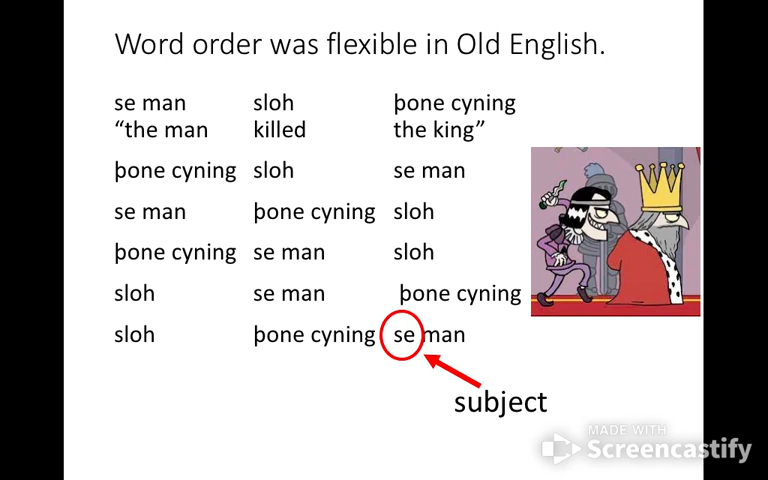 Word order was flexible in Old English.
se man sloh þone cyning
“the man killed the king”
þone cyning sloh se man
se man þone cyning sloh
þone cyning se man sloh
sloh se man þone cyning
sloh þone cyning se man
subject
MADE WITH
Screencastify